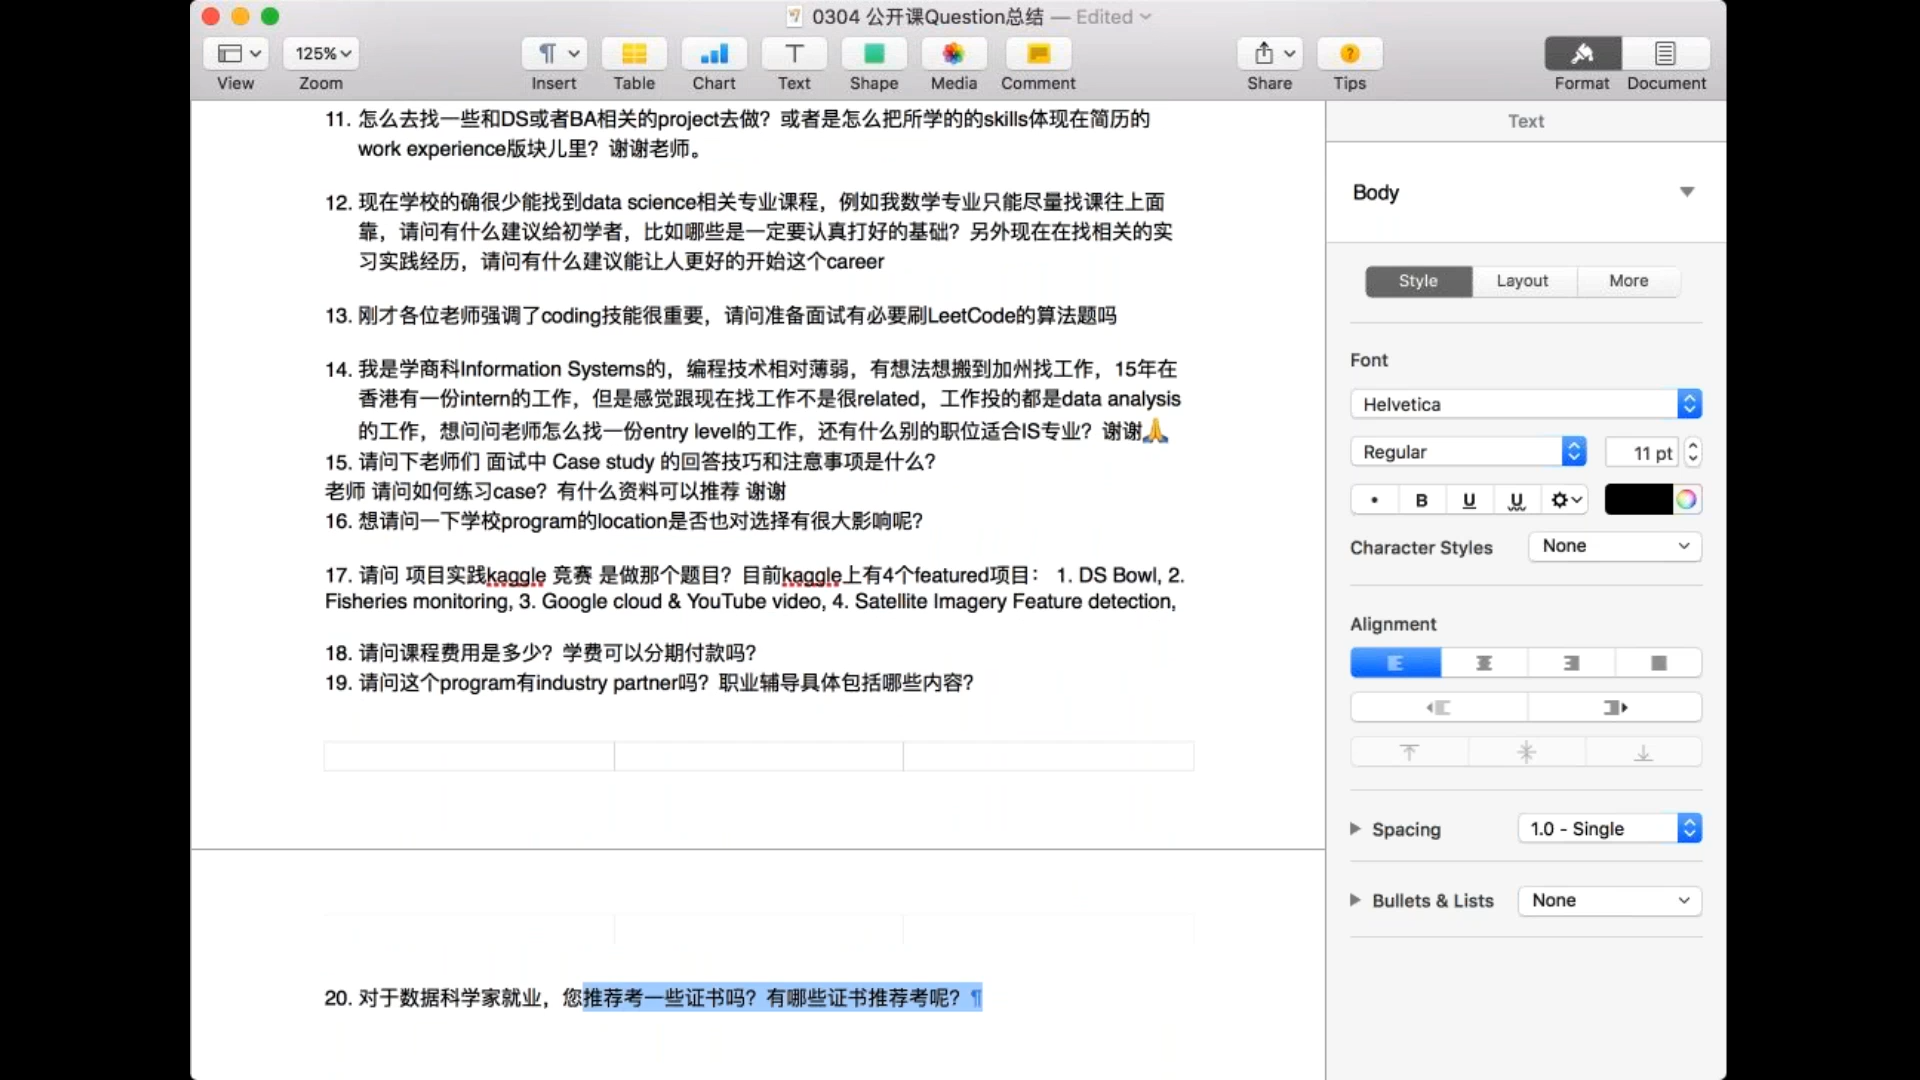 0304 公开课Question总结 — Edited
125%
View
Zoom
Insert
Table
Chart
Text
Shape
Media
Comment
Share
Tips
Format
Document
11. 怎么去找一些和DS或者BA相关的project去做？或者是怎么把所学的的skills体现在简历的
work experience版块儿里？谢谢老师。
12. 现在学校的确很少能找到data science相关专业课程，例如我数学专业只能尽量找课往上面
靠，请问有什么建议给初学者，比如哪些是一定要认真打好的基础？另外现在在找相关的实
习实践经历，请问有什么建议能让人更好的开始这个career
13. 刚才各位老师强调了coding技能很重要，请问准备面试有必要刷LeetCode的算法题吗
14. 我是学商科Information Systems的，编程技术相对薄弱，有想法想搬到加州找工作，15年在
香港有一份intern的工作，但是感觉跟现在找工作不是很related，工作投的都是data analysis
的工作，想问问老师怎么找一份entry level的工作，还有什么别的职位适合IS专业？谢谢🙏
15. 请问下老师们 面试中 Case study 的回答技巧和注意事项是什么?
老师 请问如何练习case？有什么资料可以推荐 谢谢
16. 想请问一下学校program的location是否也对选择有很大影响呢?
17. 请问 项目实践kaggle 竞赛 是做那个题目？目前kaggle上有4个featured项目： 1. DS Bowl, 2.
Fisheries monitoring, 3. Google cloud & YouTube video, 4. Satellite Imagery Feature detection,
18. 请问课程费用是多少？学费可以分期付款吗?
19. 请问这个program有industry partner吗？职业辅导具体包括哪些内容?
20. 对于数据科学家就业，您推荐考一些证书吗？有哪些证书推荐考呢？¶
Text
Body
Style
Layout
More
Font
Helvetica
Regular
11 pt
B
U
U
Character Styles
None
Alignment
Spacing
1.0 - Single
Bullets & Lists
None